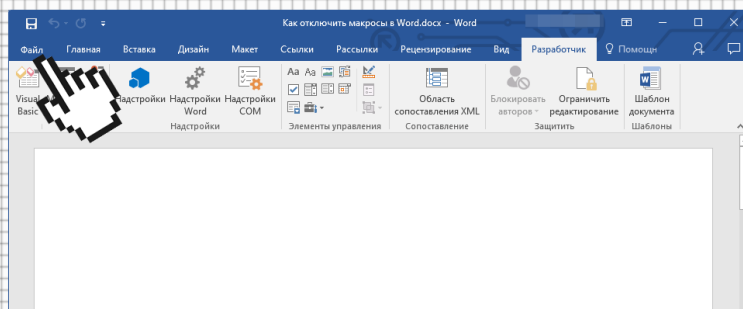 Как отключить макросы в Word.docx - Word
Файл Главная Вставка Дизайн Макет Ссылки Рассылки Рецензирование Вид Разработчик Помощн
Visual Надстройки Надстройки Надстройки Aa Aa Область Блокировать Ограничить Шаблон
Basic Word COM сопоставления XML авторов редактирование документа
Надстройки Элементы управления Сопоставление Защитить Шаблоны